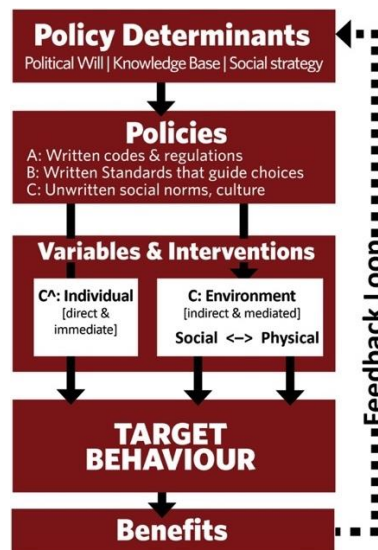 Policy Determinants
Political Will | Knowledge Base | Social strategy
Policies
A: Written codes & regulations
B: Written Standards that guide choices
C: Unwritten social norms, culture
Variables & Interventions
C^: Individual
[direct &
immediate]
C: Environment
[indirect & mediated]
Social <-> Physical
TARGET
BEHAVIOUR
Benefits
Feedback Loop